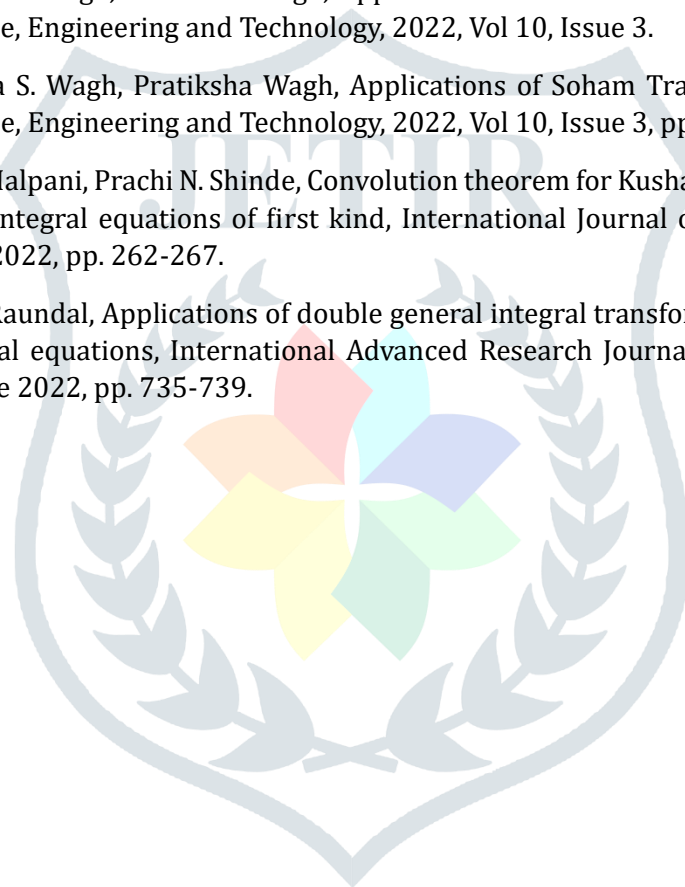 e, Engineering and Technology, 2022, Vol 10, Issue 3.
a S. Wagh, Pratiksha Wagh, Applications of Soham Tra
e, Engineering and Technology, 2022, Vol 10, Issue 3, pp
Malpani, Prachi N. Shinde, Convolution theorem for Kusha
ntegral equations of first kind, International Journal o
2022, pp. 262-267.
Raundal, Applications of double general integral transfor
al equations, International Advanced Research Journa
e 2022, pp. 735-739.
JETIR